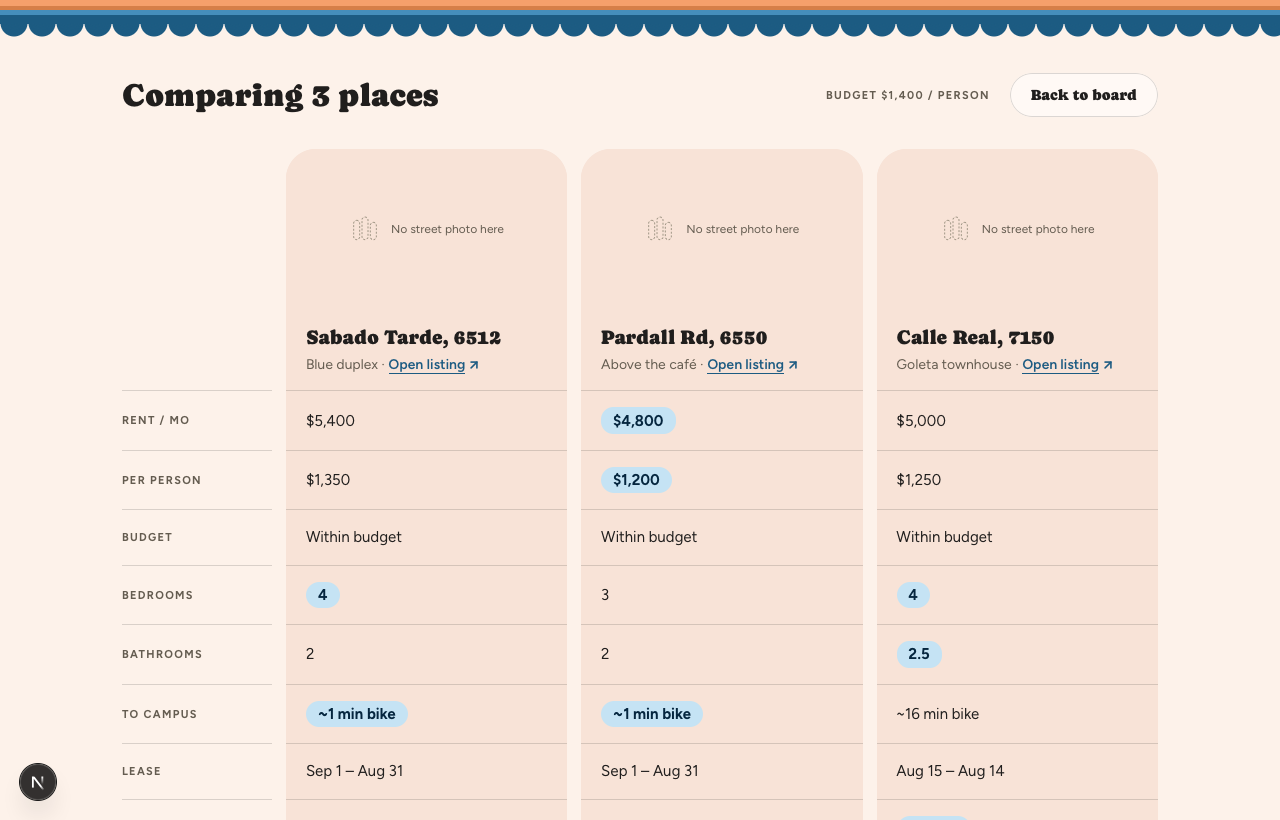 Comparing 3 places
BUDGET $1,400 / PERSON
Back to board
No street photo here
No street photo here
No street photo here
Sabado Tarde, 6512
Blue duplex · Open listing ↗
Pardall Rd, 6550
Above the café · Open listing ↗
Calle Real, 7150
Goleta townhouse · Open listing ↗
RENT / MO $5,400 $4,800 $5,000
PER PERSON $1,350 $1,200 $1,250
BUDGET Within budget Within budget Within budget
BEDROOMS 4 3 4
BATHROOMS 2 2 2.5
TO CAMPUS ~1 min bike ~1 min bike ~16 min bike
LEASE Sep 1 – Aug 31 Sep 1 – Aug 31 Aug 15 – Aug 14
N